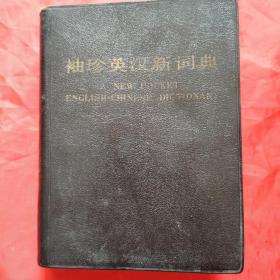 袖珍英汉新词典
A NEW POCKET
ENGLISH-CHINESE DICTIONARY